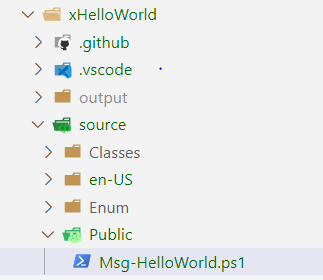 xHelloWorld
.github
.vscode
output
source
Classes
en-US
Enum
Public
Msg-HelloWorld.ps1